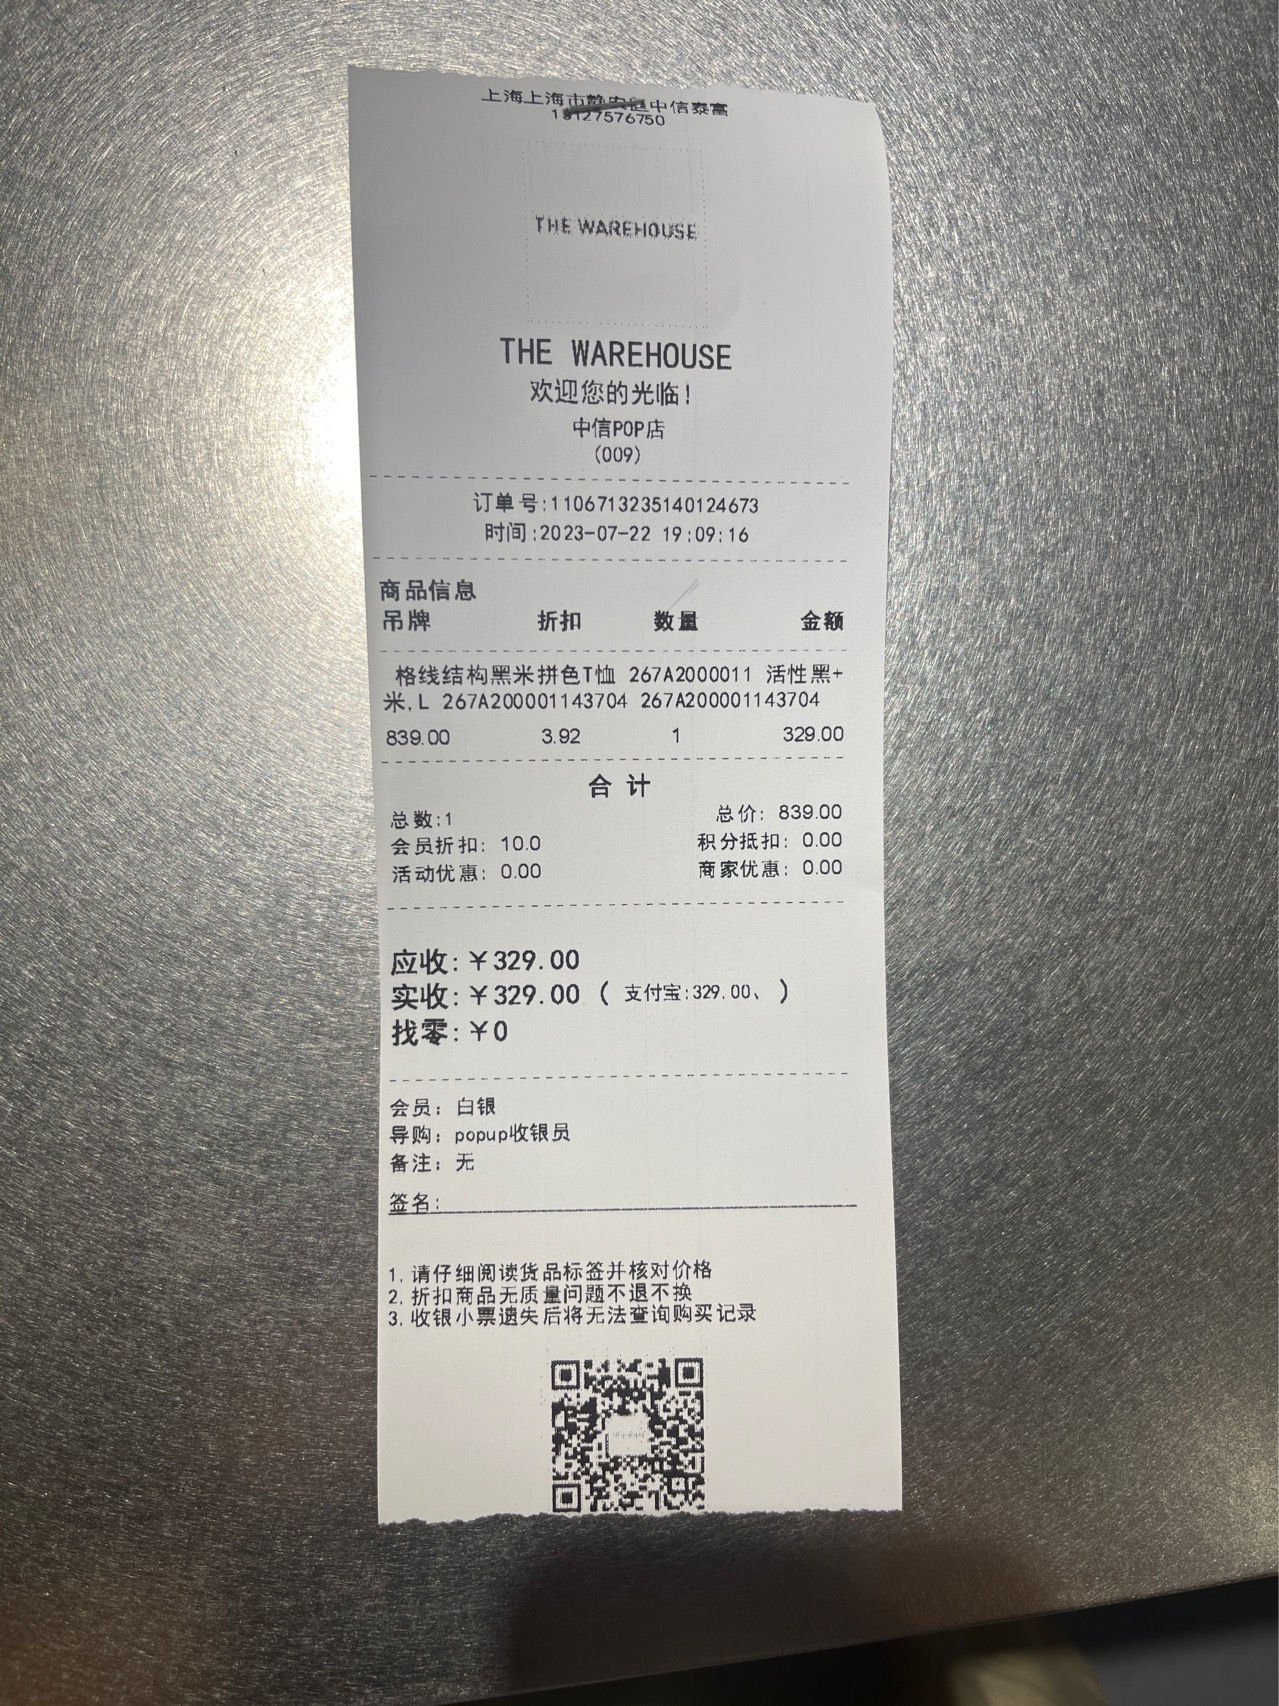 上海上海市静安区中信泰富
18127576750
THE WAREHOUSE
THE WAREHOUSE
欢迎您的光临!
中信POP店
(009)
订单号:1106713235140124673
时间:2023-07-22 19:09:16
商品信息
吊牌 折扣 数量 金额
格线结构黑米拼色T恤 267A2000011 活性黑+
米,L 267A200001143704 267A200001143704
839.00 3.92 1 329.00
合 计
总数:1 总价: 839.00
会员折扣: 10.0 积分抵扣: 0.00
活动优惠: 0.00 商家优惠: 0.00
应收:¥329.00
实收:¥329.00 ( 支付宝:329.00、 )
找零:¥0
会员: 白银
导购: popup收银员
备注: 无
签名:
1. 请仔细阅读货品标签并核对价格
2. 折扣商品无质量问题不退不换
3. 收银小票遗失后将无法查询购买记录